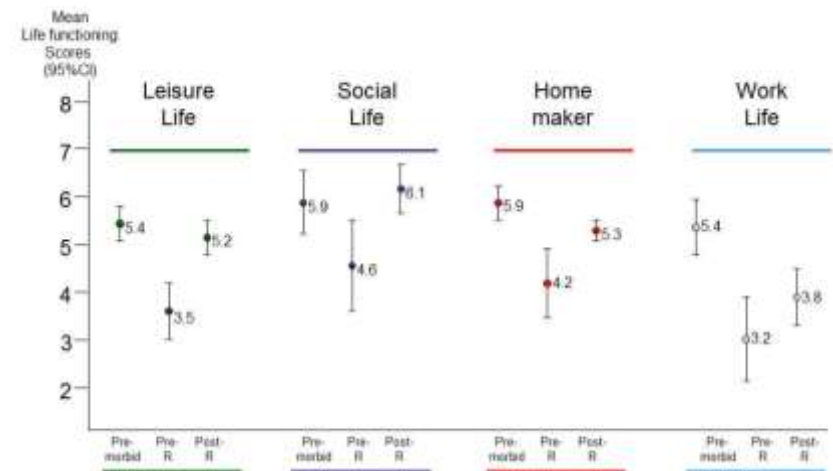 Mean
Life functioning
Scores
(95%CI)
Leisure
Life
Social
Life
Home
maker
Work
Life
8
7
6
5
4
3
2
5.4
3.5
5.2
5.9
4.6
6.1
5.9
4.2
5.3
5.4
3.2
3.8
Pre-
morbid
Pre-
R
Post-
R
Pre-
morbid
Pre-
R
Post-
R
Pre-
morbid
Pre-
R
Post-
R
Pre-
morbid
Pre-
R
Post-
R